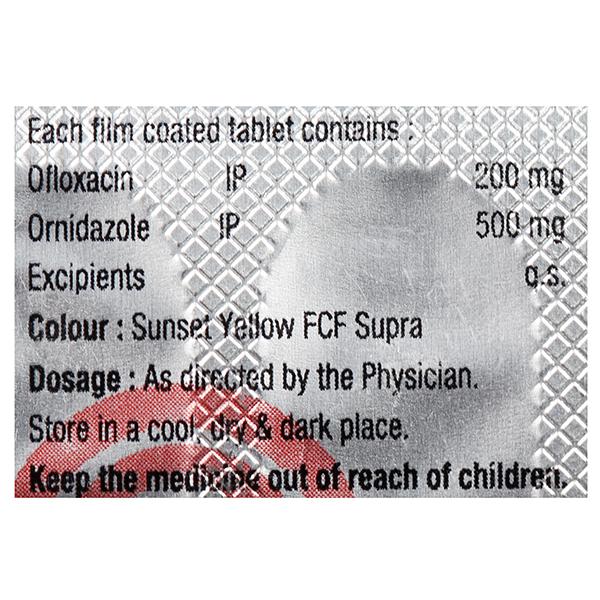 Each film coated tablet contains :
Ofloxacin IP 200 mg
Ornidazole IP 500 mg
Excipients q.s.
Colour : Sunset Yellow FCF Supra
Dosage : As directed by the Physician.
Store in a cool, dry & dark place.
Keep the medicine out of reach of children.